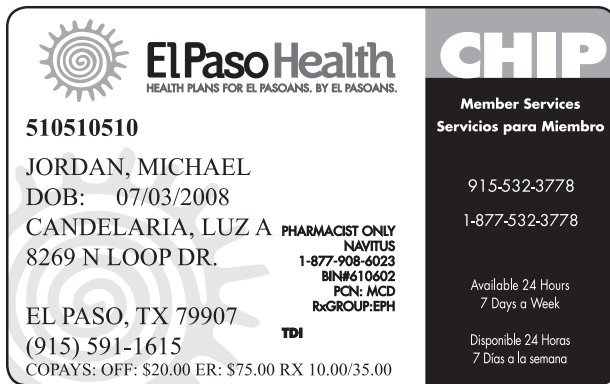 El Paso Health
HEALTH PLANS FOR EL PASOANS. BY EL PASOANS.
510510510
JORDAN, MICHAEL
DOB: 07/03/2008
CANDELARIA, LUZ A
8269 N LOOP DR.
EL PASO, TX 79907
(915) 591-1615
COPAYS: OFF: $20.00 ER: $75.00 RX 10.00/35.00
PHARMACIST ONLY
NAVITUS
1-877-908-6023
BIN#610602
PCN: MCD
RxGROUP:EPH
TDI
CHIP
Member Services
Servicios para Miembro
915-532-3778
1-877-532-3778
Available 24 Hours
7 Days a Week
Disponible 24 Horas
7 Días a la semana